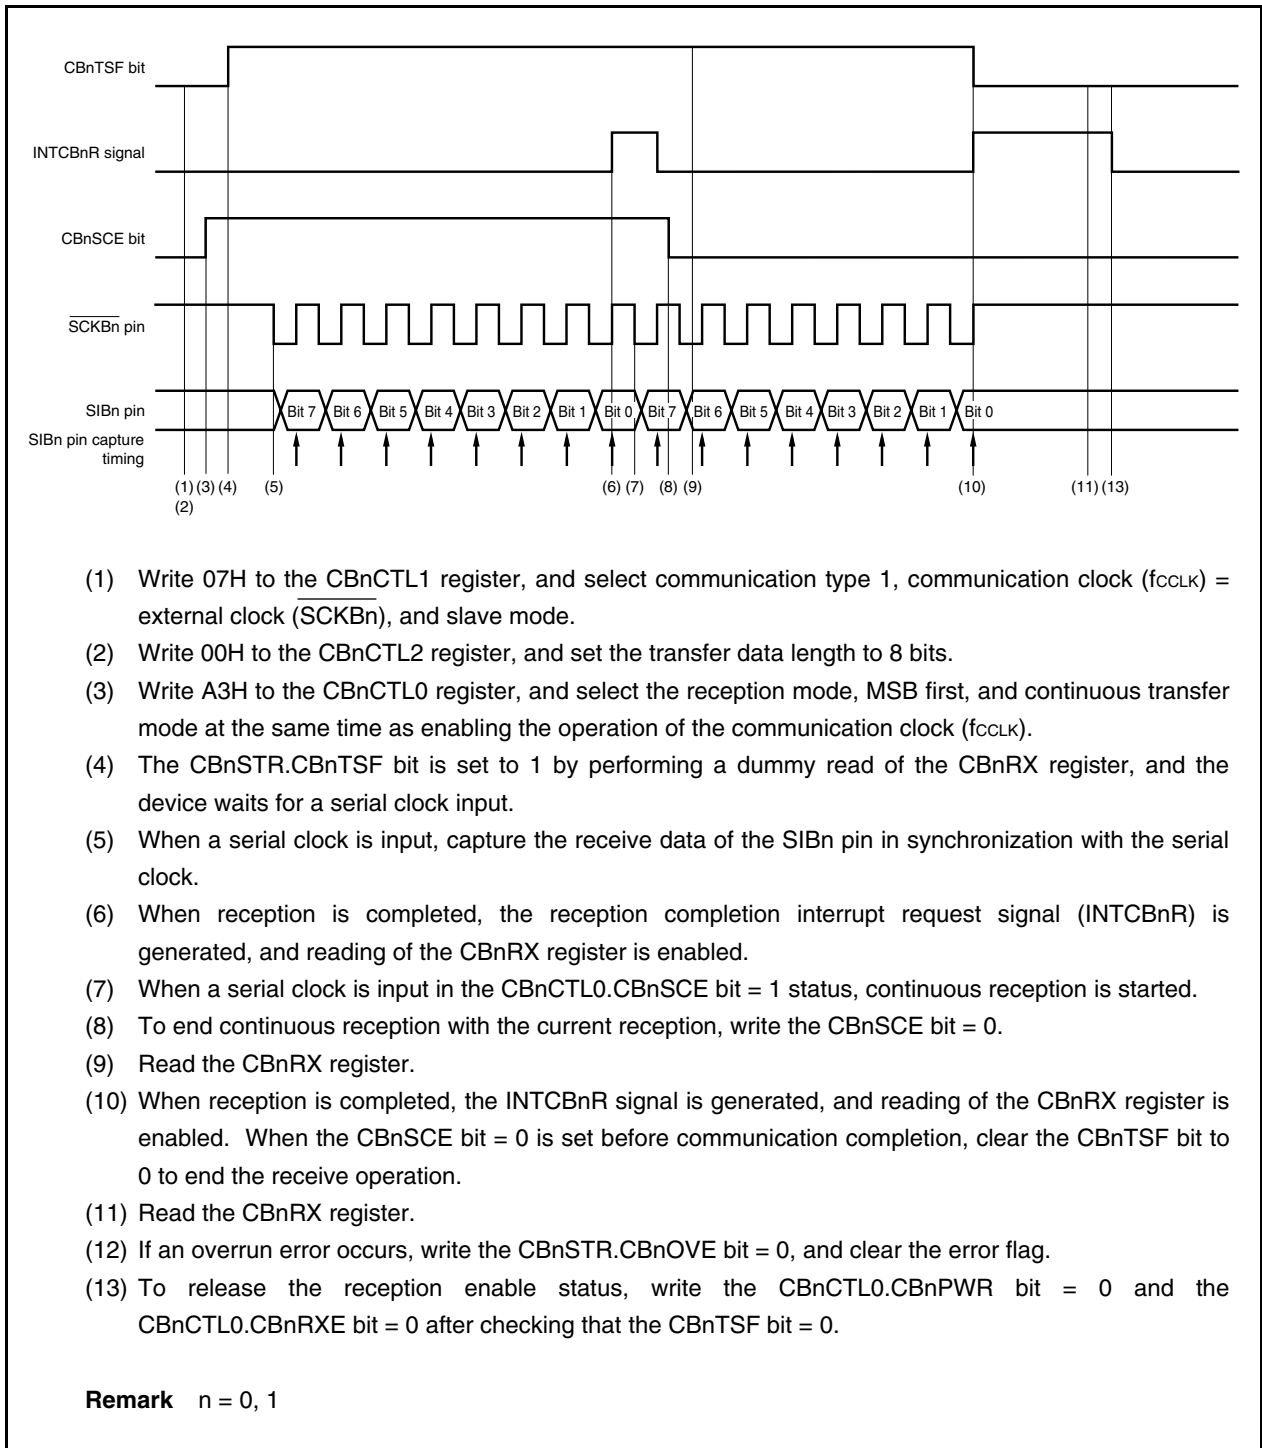 CBnTSF bit
INTCBnR signal
CBnSCE bit
SCKBn pin
SIBn pin
Bit 7 Bit 6 Bit 5 Bit 4 Bit 3 Bit 2 Bit 1 Bit 0 Bit 7 Bit 6 Bit 5 Bit 4 Bit 3 Bit 2 Bit 1 Bit 0
SIBn pin capture
timing
(1) (3) (4) (5) (6) (7) (8) (9) (10) (11) (13)
(2)
(1) Write 07H to the CBnCTL1 register, and select communication type 1, communication clock (fCCLK) =
external clock (SCKBn), and slave mode.
(2) Write 00H to the CBnCTL2 register, and set the transfer data length to 8 bits.
(3) Write A3H to the CBnCTL0 register, and select the reception mode, MSB first, and continuous transfer
mode at the same time as enabling the operation of the communication clock (fCCLK).
(4) The CBnSTR.CBnTSF bit is set to 1 by performing a dummy read of the CBnRX register, and the
device waits for a serial clock input.
(5) When a serial clock is input, capture the receive data of the SIBn pin in synchronization with the serial
clock.
(6) When reception is completed, the reception completion interrupt request signal (INTCBnR) is
generated, and reading of the CBnRX register is enabled.
(7) When a serial clock is input in the CBnCTL0.CBnSCE bit = 1 status, continuous reception is started.
(8) To end continuous reception with the current reception, write the CBnSCE bit = 0.
(9) Read the CBnRX register.
(10) When reception is completed, the INTCBnR signal is generated, and reading of the CBnRX register is
enabled. When the CBnSCE bit = 0 is set before communication completion, clear the CBnTSF bit to
0 to end the receive operation.
(11) Read the CBnRX register.
(12) If an overrun error occurs, write the CBnSTR.CBnOVE bit = 0, and clear the error flag.
(13) To release the reception enable status, write the CBnCTL0.CBnPWR bit = 0 and the
CBnCTL0.CBnRXE bit = 0 after checking that the CBnTSF bit = 0.
Remark n = 0, 1